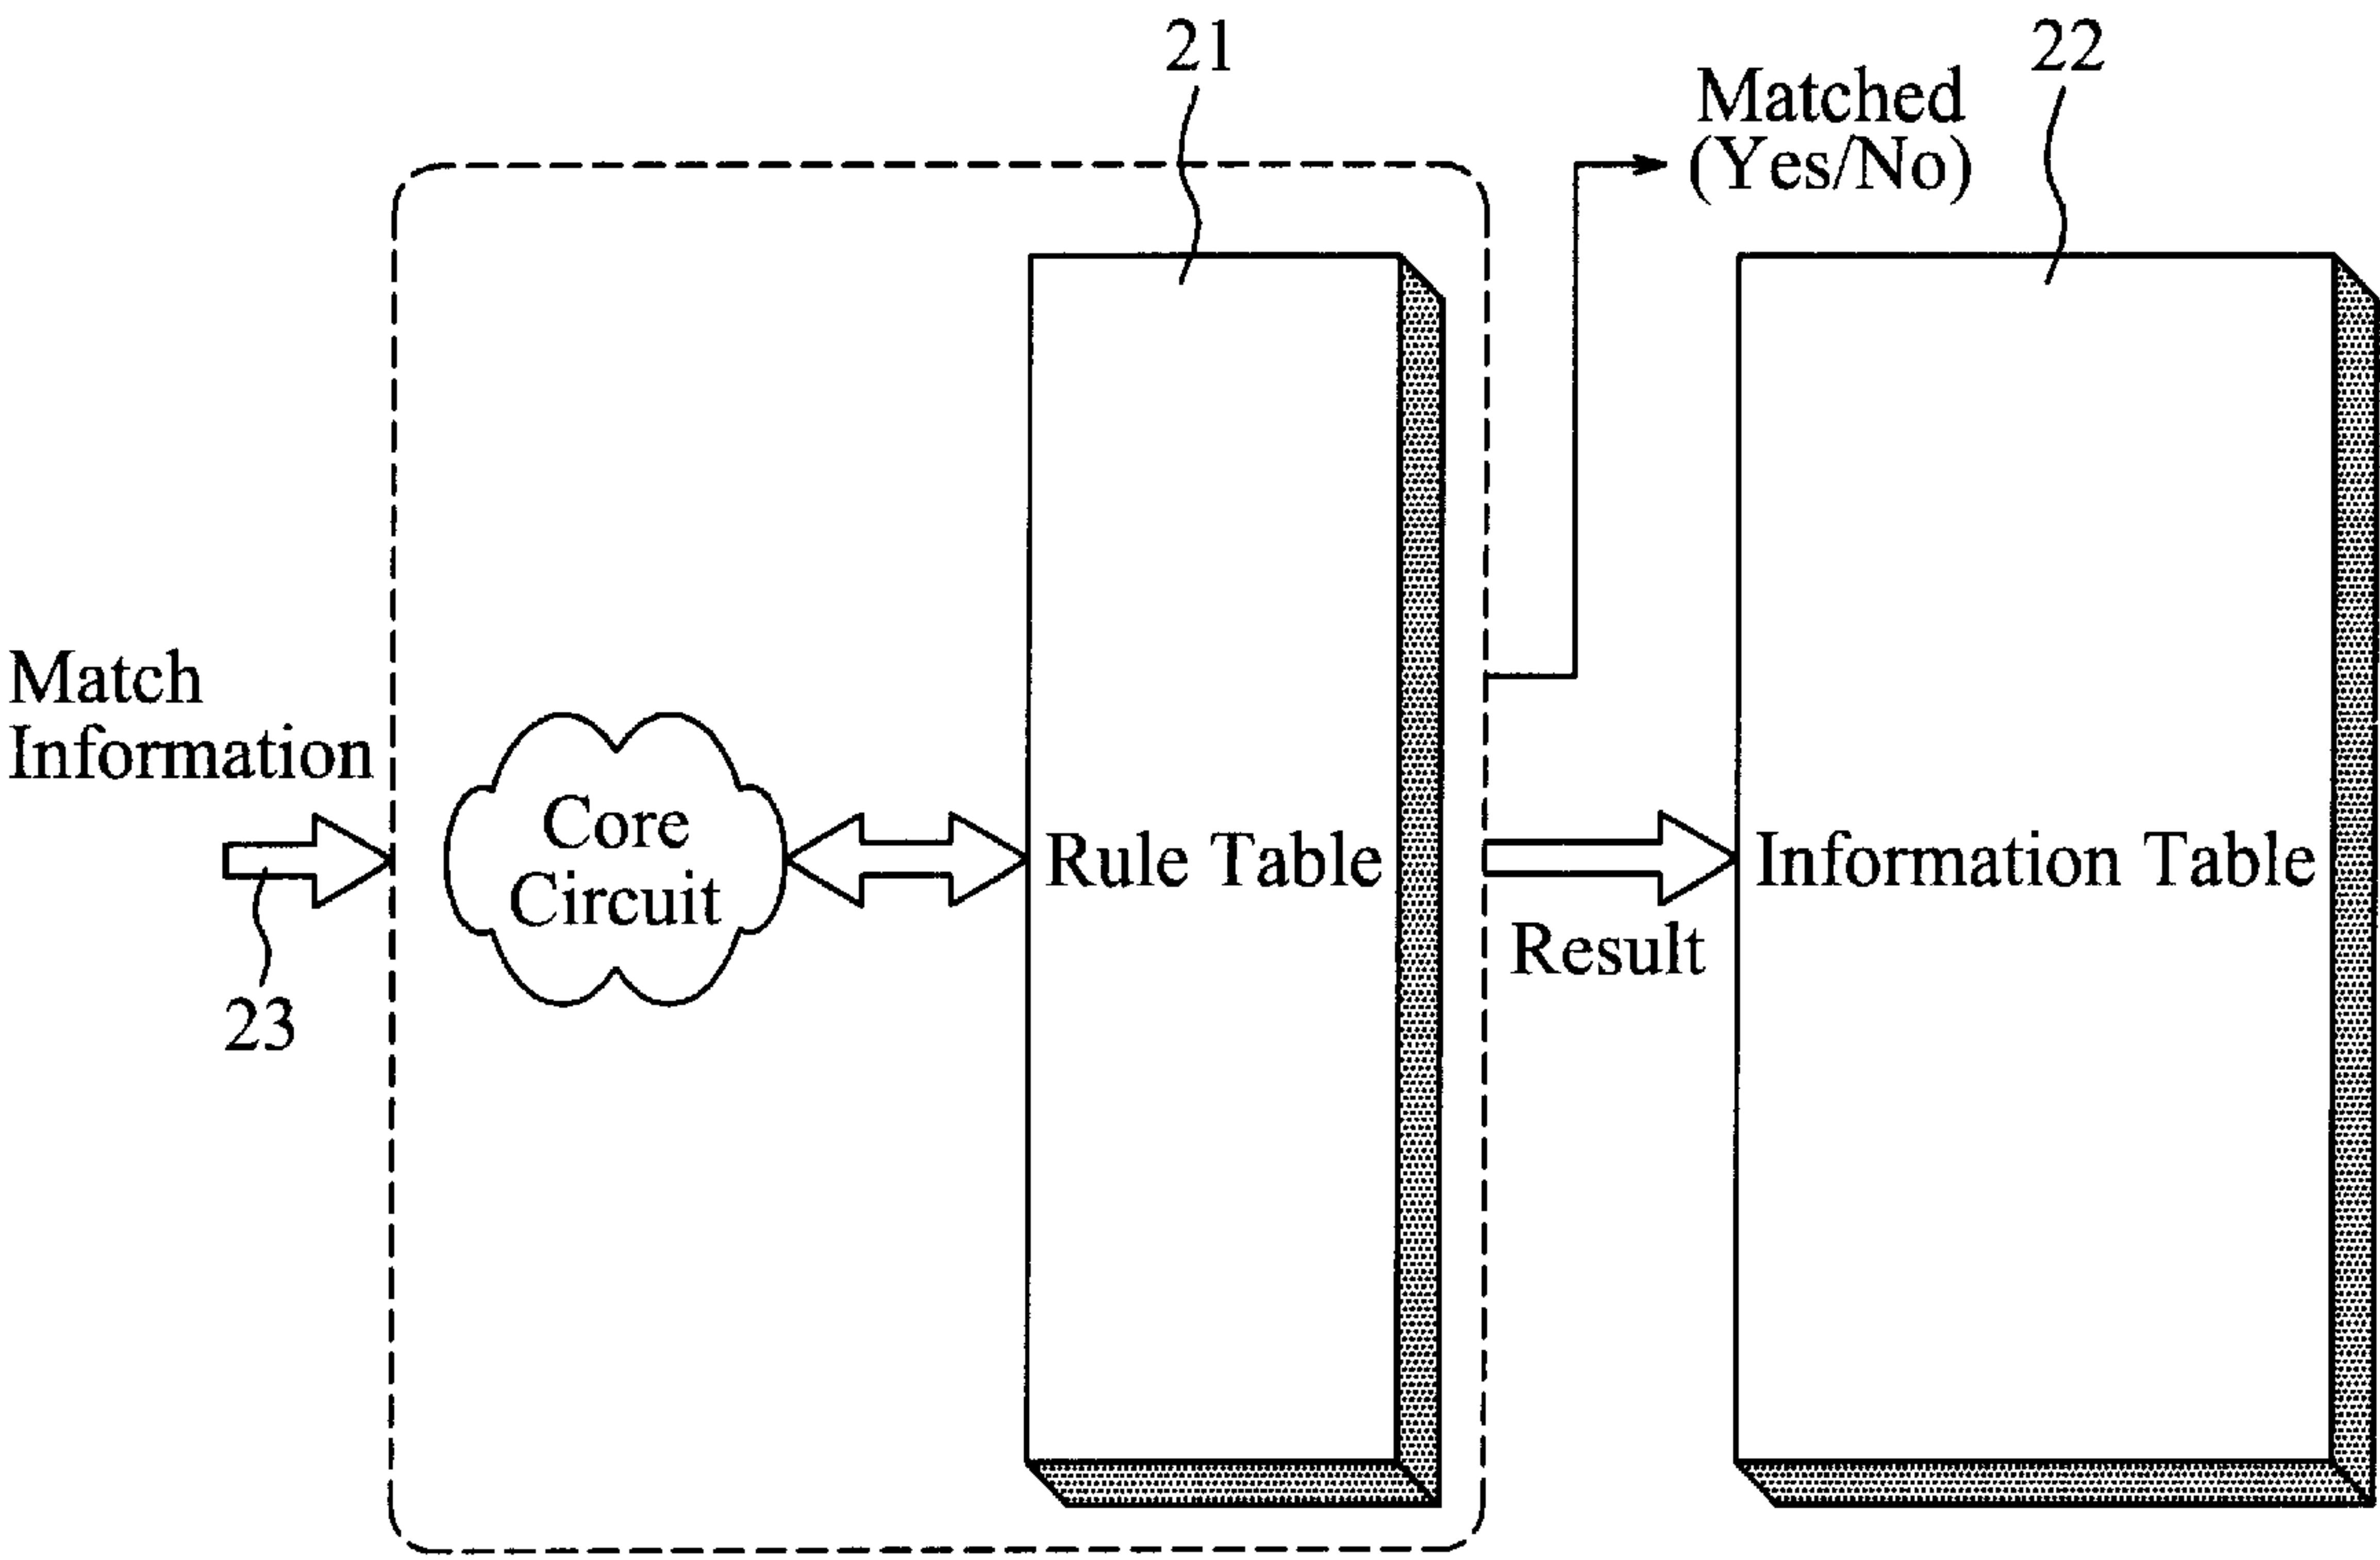 21
22
Matched
(Yes/No)
Match
Information
Core
Circuit
Rule Table
Information Table
Result
23